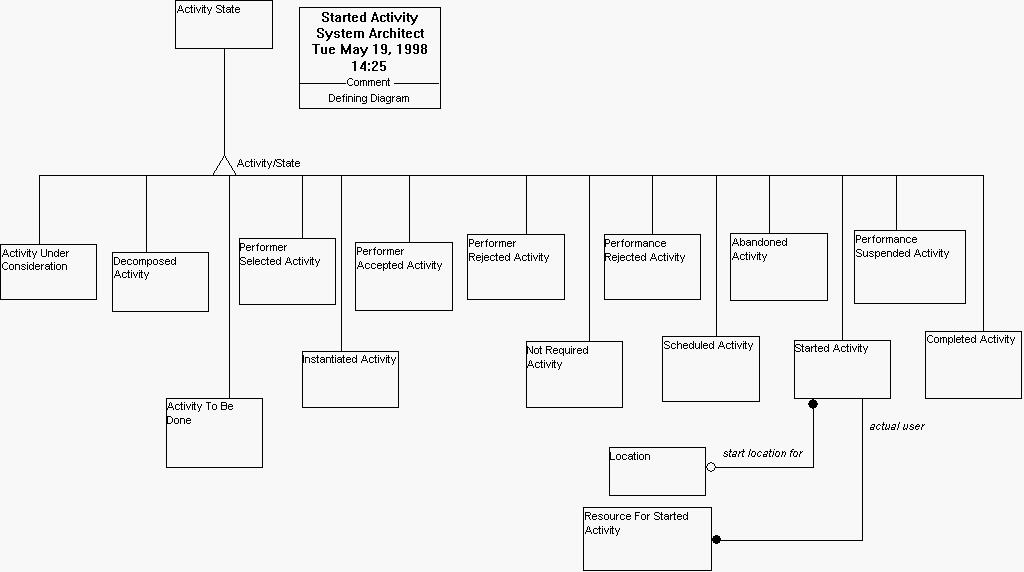 Activity State
Started Activity
System Architect
Tue May 19, 1998
14:25
Comment
Defining Diagram
Activity/State
Activity Under
Consideration
Decomposed
Activity
Performer
Selected Activity
Performer
Accepted Activity
Performer
Rejected Activity
Performance
Rejected Activity
Abandoned
Activity
Performance
Suspended Activity
Instantiated Activity
Not Required
Activity
Scheduled Activity
Started Activity
Completed Activity
Activity To Be
Done
actual user
start location for
Location
Resource For Started
Activity